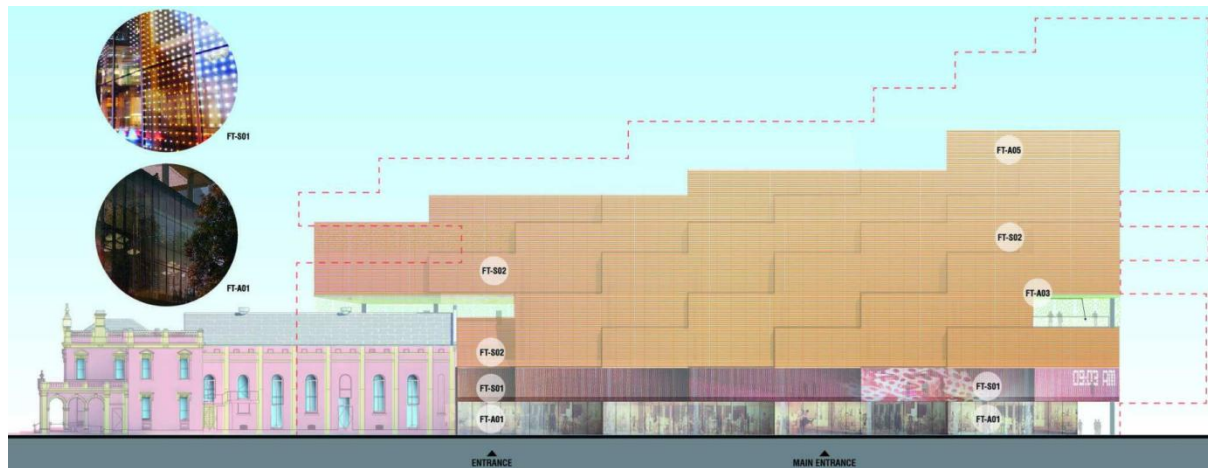 FT-S01
FT-A01
FT-A05
FT-S02
FT-S02
FT-A03
FT-S02
FT-S01
FT-S01
09:03 AM
FT-A01
FT-A01
ENTRANCE
MAIN ENTRANCE